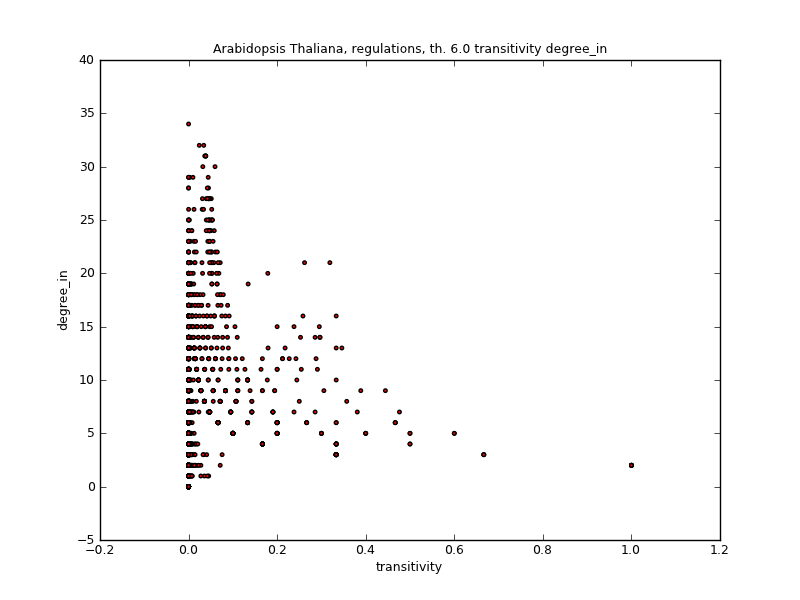 Arabidopsis Thaliana, regulations, th. 6.0 transitivity degree_in
40
35
30
25
20
15
10
5
0
−5
degree_in
−0.2 0.0 0.2 0.4 0.6 0.8 1.0 1.2
transitivity